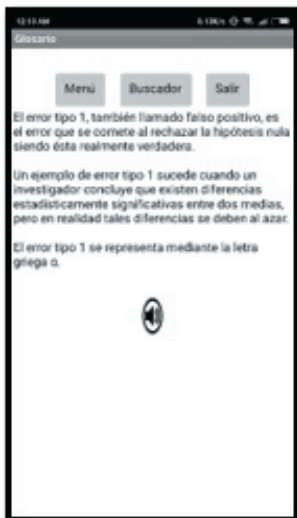 12:13 AM
Glosario
Menú Buscador Salir
El error tipo 1, también llamado falso positivo, es
el error que se comete al rechazar la hipótesis nula
siendo ésta realmente verdadera.
Un ejemplo de error tipo 1 sucede cuando un
investigador concluye que existen diferencias
estadísticamente significativas entre dos medias,
pero en realidad tales diferencias se deben al azar.
El error tipo 1 se representa mediante la letra
griega α.